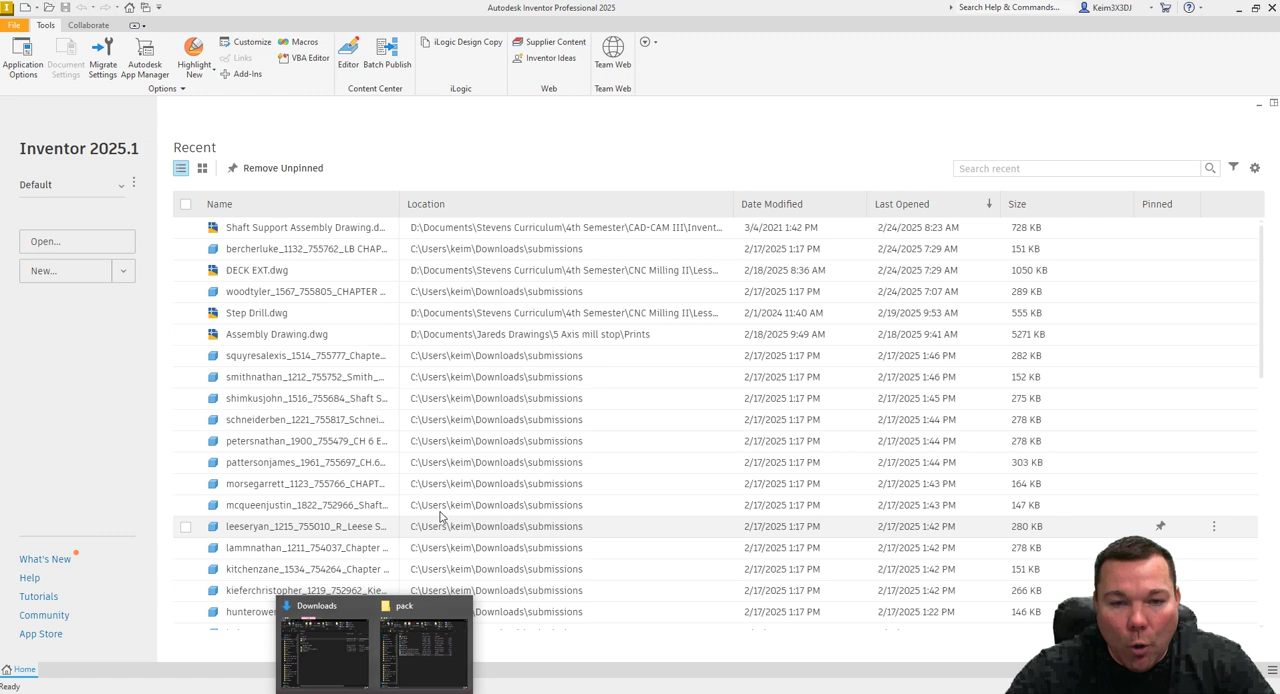 Autodesk Inventor Professional 2025
Search Help & Commands...
Keim3X3DJ
File
Tools
Collaborate
Application Options
Document Settings
Migrate Settings
Autodesk App Manager
Highlight New
Customize
Links
Add-Ins
Macros
VBA Editor
Options
Editor
Batch Publish
Content Center
iLogic Design Copy
iLogic
Supplier Content
Inventor Ideas
Web
Team Web
Team Web
Inventor 2025.1
Default
Open...
New...
What's New
Help
Tutorials
Community
App Store
Recent
Remove Unpinned
Search recent
Name Location Date Modified Last Opened Size Pinned
Shaft Support Assembly Drawing.d... D:\Documents\Stevens Curriculum\4th Semester\CAD-CAM III\Invent... 3/4/2021 1:42 PM 2/24/2025 8:23 AM 728 KB
bercherluke_1132_755762_LB CHAP... C:\Users\keim\Downloads\submissions 2/17/2025 1:17 PM 2/24/2025 7:29 AM 151 KB
DECK EXT.dwg D:\Documents\Stevens Curriculum\4th Semester\CNC Milling II\Less... 2/18/2025 8:36 AM 2/24/2025 7:29 AM 1050 KB
woodtyler_1567_755805_CHAPTER ... C:\Users\keim\Downloads\submissions 2/17/2025 1:17 PM 2/24/2025 7:07 AM 289 KB
Step Drill.dwg D:\Documents\Stevens Curriculum\4th Semester\CNC Milling II\Less... 2/1/2024 11:40 AM 2/19/2025 9:53 AM 555 KB
Assembly Drawing.dwg D:\Documents\Jareds Drawings\5 Axis mill stop\Prints 2/18/2025 9:49 AM 2/18/2025 9:41 AM 5271 KB
squyresalexis_1514_755777_Chapte... C:\Users\keim\Downloads\submissions 2/17/2025 1:17 PM 2/17/2025 1:46 PM 282 KB
smithnathan_1212_755752_Smith_... C:\Users\keim\Downloads\submissions 2/17/2025 1:17 PM 2/17/2025 1:46 PM 152 KB
shimkusjohn_1516_755684_Shaft S... C:\Users\keim\Downloads\submissions 2/17/2025 1:17 PM 2/17/2025 1:45 PM 275 KB
schneiderben_1221_755817_Schnei... C:\Users\keim\Downloads\submissions 2/17/2025 1:17 PM 2/17/2025 1:44 PM 278 KB
petersnathan_1900_755479_CH 6 E... C:\Users\keim\Downloads\submissions 2/17/2025 1:17 PM 2/17/2025 1:44 PM 278 KB
pattersonjames_1961_755697_CH.6... C:\Users\keim\Downloads\submissions 2/17/2025 1:17 PM 2/17/2025 1:44 PM 303 KB
morsegarrett_1123_755766_CHAPT... C:\Users\keim\Downloads\submissions 2/17/2025 1:17 PM 2/17/2025 1:43 PM 164 KB
mcqueenjustin_1822_752966_Shaft... C:\Users\keim\Downloads\submissions 2/17/2025 1:17 PM 2/17/2025 1:43 PM 147 KB
leeseryan_1215_755010_R_Leese S... C:\Users\keim\Downloads\submissions 2/17/2025 1:17 PM 2/17/2025 1:42 PM 280 KB
lammnathan_1211_754037_Chapter ... C:\Users\keim\Downloads\submissions 2/17/2025 1:17 PM 2/17/2025 1:42 PM 278 KB
kitchenzane_1534_754264_Chapter ... C:\Users\keim\Downloads\submissions 2/17/2025 1:17 PM 2/17/2025 1:42 PM 151 KB
kieferchristopher_1219_752962_Kie... C:\Users\keim\Downloads\submissions 2/17/2025 1:17 PM 2/17/2025 1:42 PM 266 KB
C:\Users\keim\Downloads\submissions 2/17/2025 1:17 PM 2/17/2025 1:22 PM 146 KB
Downloads
pack
Home
Ready